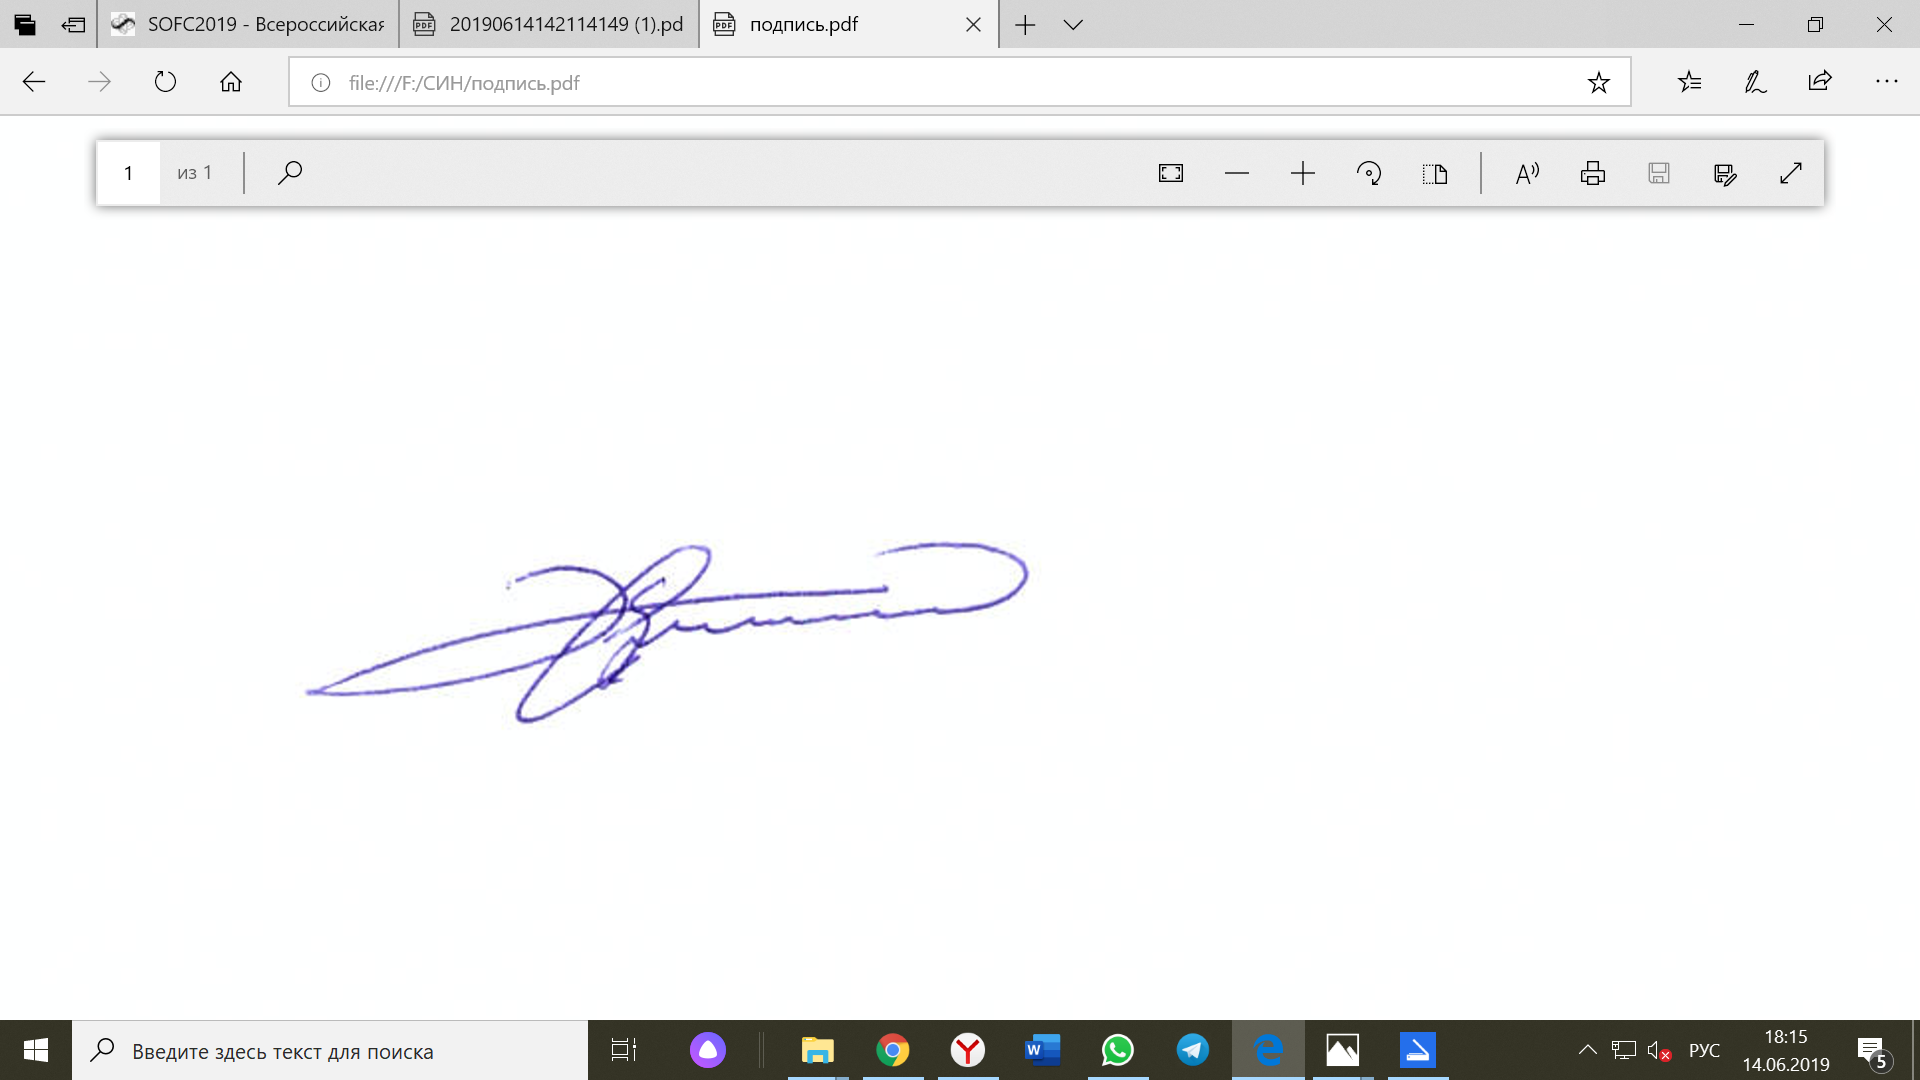 SOFC2019 - Всероссийская
20190614142114149 (1).pd
подпись.pdf
file:///F:/СИН/подпись.pdf
1
из 1
Введите здесь текст для поиска
РУС
18:15
14.06.2019
5